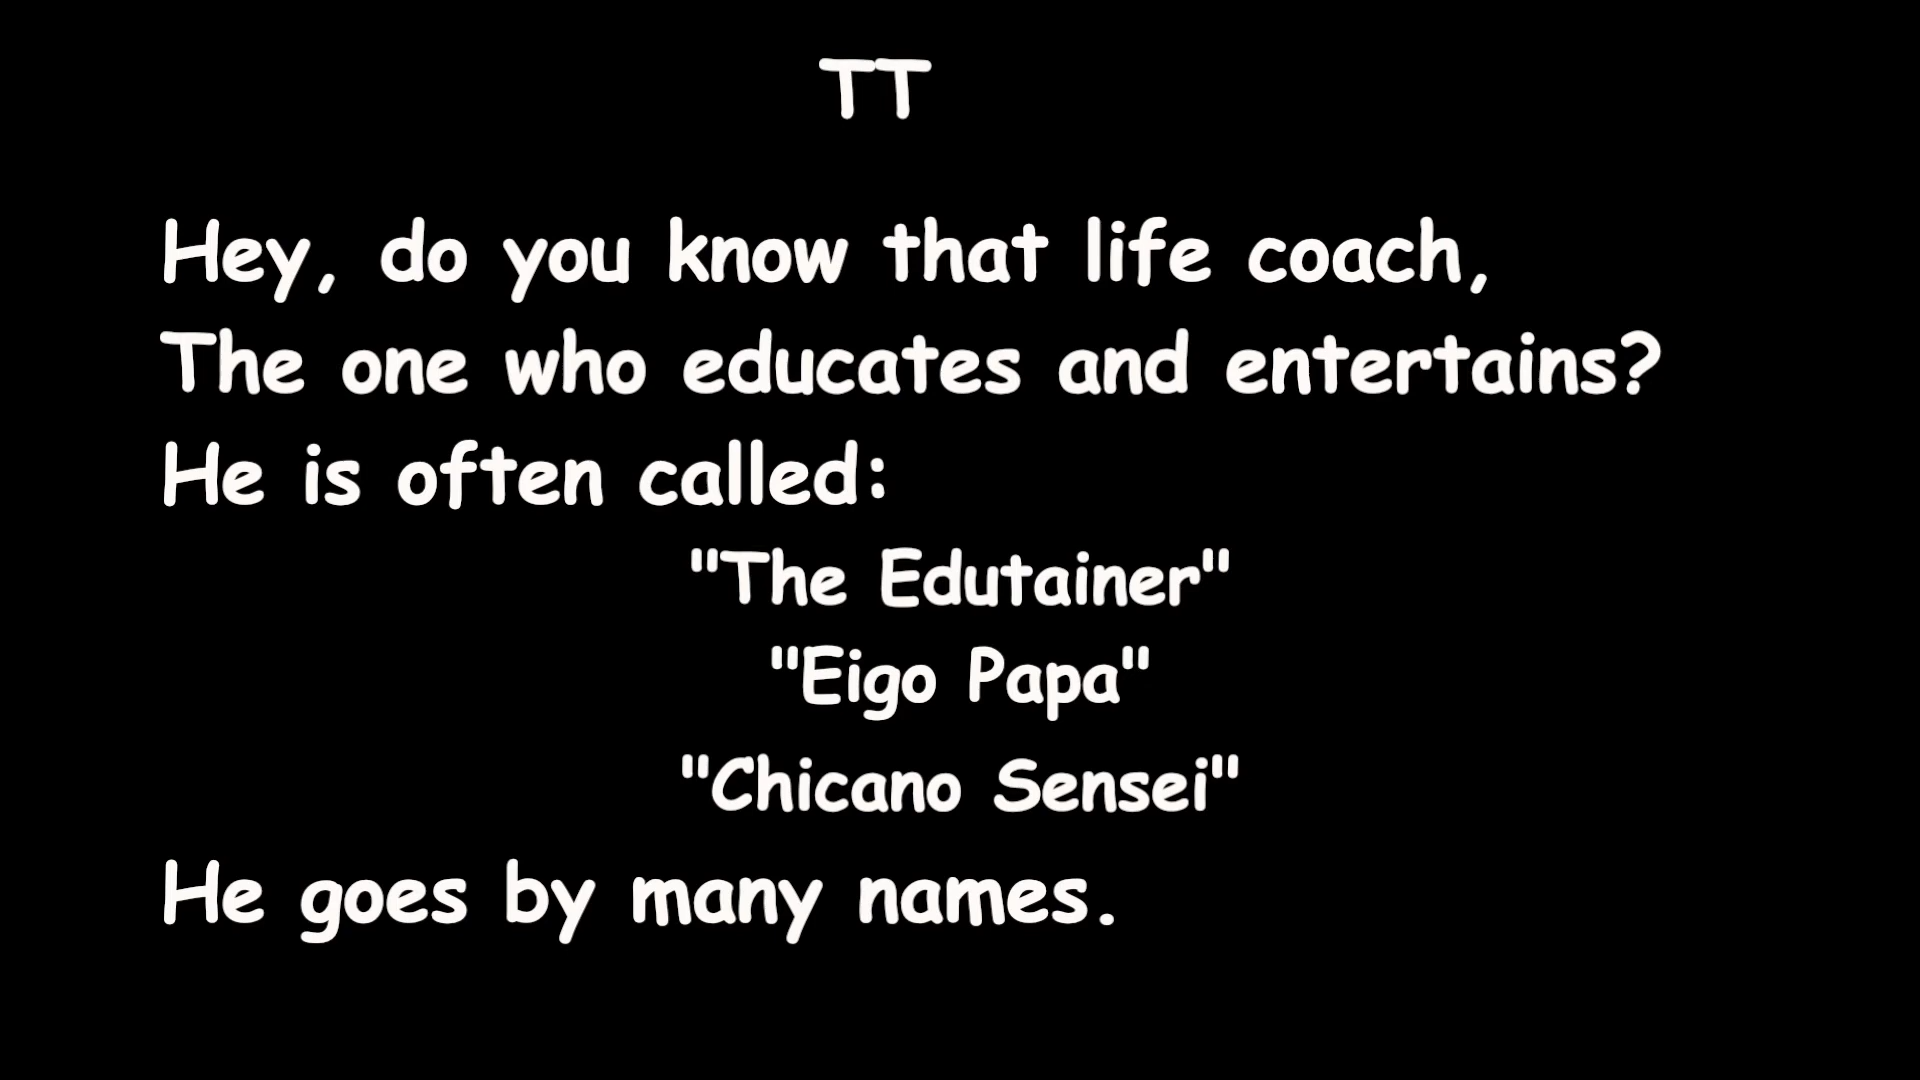 TT
Hey, do you know that life coach,
The one who educates and entertains?
He is often called:
"The Edutainer"
"Eigo Papa"
"Chicano Sensei"
He goes by many names.